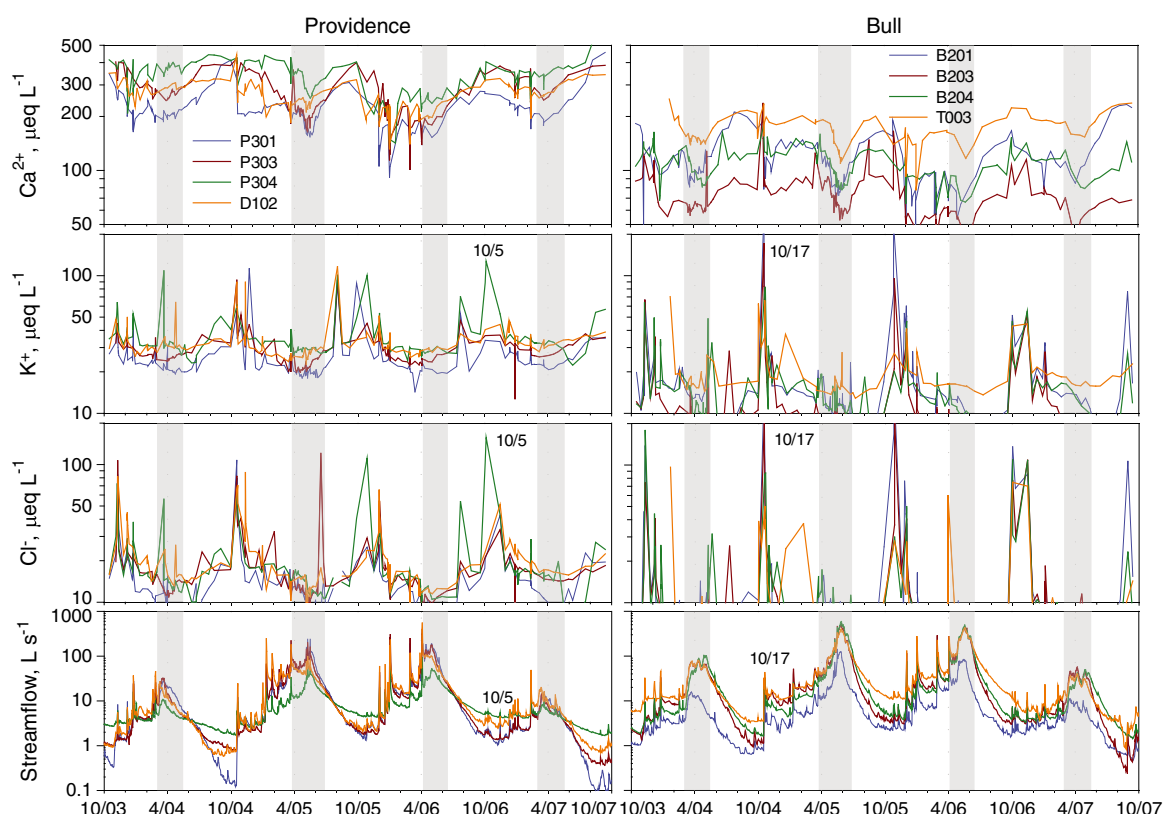 Providence
Bull
500
300
200
100
50
Ca2+, µeq L−1
P301
P303
P304
D102
B201
B203
B204
T003
100
50
10
K+, µeq L−1
10/5
10/17
100
50
10
Cl-, µeq L−1
10/5
10/17
1000
100
10
1
0.1
Streamflow, L s−1
10/5
10/17
10/03 4/04 10/04 4/05 10/05 4/06 10/06 4/07 10/07
10/03 4/04 10/04 4/05 10/05 4/06 10/06 4/07 10/07